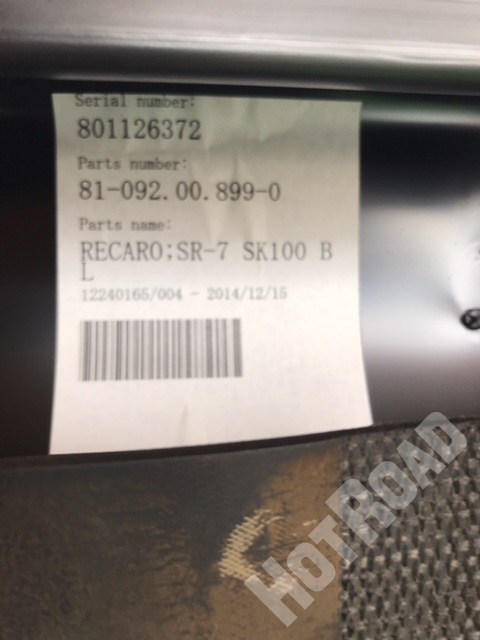 Serial number:
801126372
Parts number:
81-092.00.899-0
Parts name:
RECARO;SR-7 SK100 B
L
12240165/004 - 2014/12/15
HOTROAD